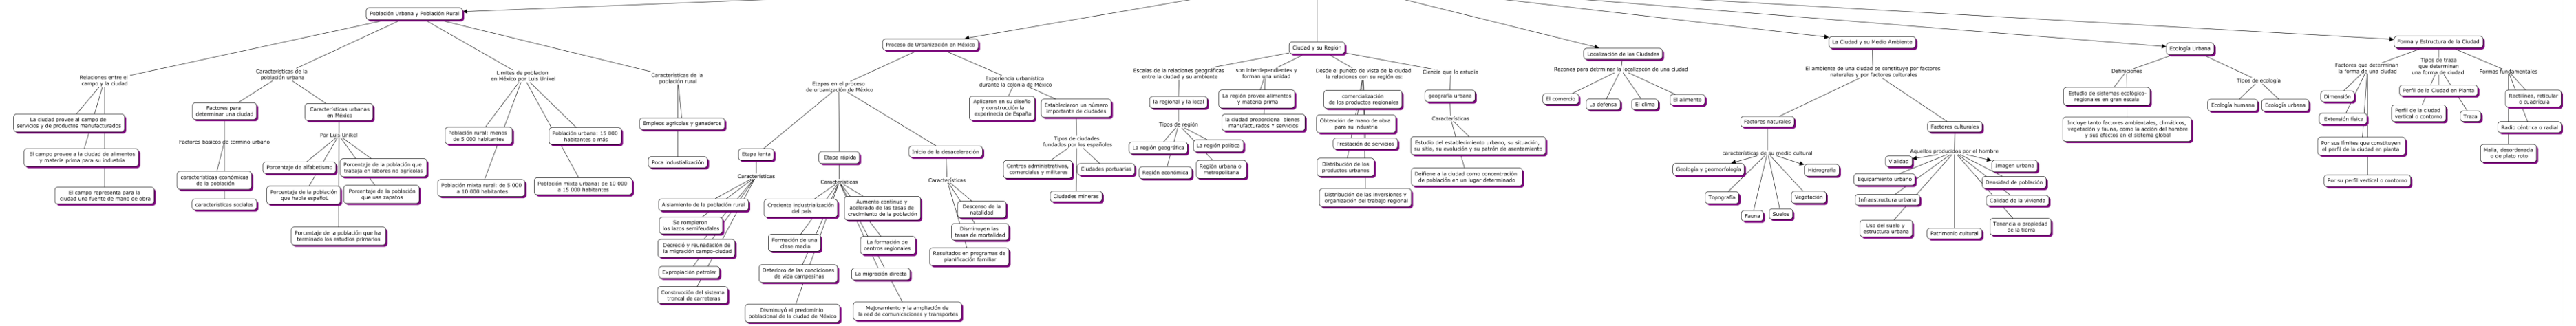 Población Urbana y Población Rural
Relaciones entre el
campo y la ciudad
La ciudad provee al campo de
servicios y de productos manufacturados
El campo provee a la ciudad de alimentos
y materia prima para su industria
El campo representa para la
ciudad una fuente de mano de obra
Características de la
población urbana
Factores para
determinar una ciudad
Factores basicos de termino urbano
características económicas
de la población
características sociales
Características urbanas
en México
Por Luis Unikel
Porcentaje de alfabetismo
Porcentaje de la población que
trabaja en labores no agrícolas
Porcentaje de la población
que habla españoL
Porcentaje de la población
que usa zapatos
Porcentaje de la población que ha
terminado los estudios primarios
Limites de poblacion
en México por Luis Unikel
Población rural: menos
de 5 000 habitantes
Población urbana: 15 000
habitantes o más
Población mixta rural: de 5 000
a 10 000 habitantes
Población mixta urbana: de 10 000
a 15 000 habbitantes
Características de la
población rural
Empleos agricolas y ganaderos
Poca industialización
Proceso de Urbanización en México
Etapas en el proceso
de urbanización de México
Etapa lenta
Características
Aislamiento de la población rural
Se rompieron
los lazos semifeudales
Decreció y reunadación de
la migración campo-ciudad
Expropiación petroler
Construcción del sistema
troncal de carreteras
Etapa rápida
Características
Creciente industrialización
del país
Aumento continuo y
acelerado de las tasas de
crecimiento de la población
Formación de una
clase media
La formación de
centros regionales
Deterioro de las condiciones
de vida campesinas
La migración directa
Disminuyó el predominio
poblacional de la ciudad de México
Mejoramiento y la ampliación de
la red de comunicaciones y transportes
Inicio de la desaceleración
Características
Descenso de la
natalidad
Disminuyen las
tasas de mortalidad
Resultados en programas de
planificación familiar
Experiencia urbanística
durante la colonia de México
Aplicaron en su diseño
y construcción la
experinecia de España
Establecieron un número
importante de ciudades
Tipos de ciudades
fundados por los españoles
Centros administrativos,
comerciales y militares
Ciudades portuarias
Ciudades mineras
Ciudad y su Región
Escalas de la relaciones geográficas
entre la ciudad y su ambiente
la regional y la local
Tipos de región
La región geográfica
La región política
Región económica
Región urbana o
metropolitana
son interdependientes y
forman una unidad
La región provee alimentos
y materia prima
la ciudad proporciona bienes
manufacturados Y servicios
Desde el puneto de vista de la ciudad
la relaciones con su región es:
comercialización
de los productos regionales
Obtención de mano de obra
para su industria
Prestación de servicios
Distribución de los
productos urbanos
Distribución de las inversiones y
organización del trabajo regional
Ciencia que lo estudia
geografía urbana
Características
Estudio del establecimiento urbano, su situación,
su sitio, su evolución y su patrón de asentamiento
Deifiene a la ciudad como concentración
de población en un lugar determinado
Localización de las Ciudades
Razones para detrminar la localizacón de una ciudad
El comercio
La defensa
El clima
El alimento
La Ciudad y su Medio Ambiente
El ambiente de una ciudad se constituye por factores
naturales y por factores culturales
Factores naturales
características de su medio cultural
Geologia y geomorfología
Hidrografía
Topografía
Vegetación
Fauna
Suelos
Factores culturales
Aquellos producidos por el hombre
Vialidad
Imagen urbana
Equipamiento urbano
Densidad de población
Infraestructura urbana
Calidad de la vivienda
Uso del suelo y
estructura urbana
Patrimonio cultural
Tenencia o propiedad
de la tierra
Ecología Urbana
Definiciones
Estudio de sistemas ecológico-
regionales en gran escala
Incluye tanto factores ambientales, climáticos,
vegetación y fauna, como la acción del hombre
y sus efectos en el sistema global
Tipos de ecología
Ecología humana
Ecología urbana
Forma y Estructura de la Ciudad
Factores que determinan
la forma de una ciudad
Dimensión
Extensión física
Por sus límites que constituyen
el perfil de la ciudad en planta
Por su perfil vertical o contorno
Tipos de traza
que determinan
una forma de ciudad
Perfil de la Ciudad en Planta
Perfil de la ciudad
vertical o contorno
Traza
Formas fundamentales
Rectilínea, reticular
o cuadrícula
Radio céntrica o radial
Malla, desordenada
o de plato roto